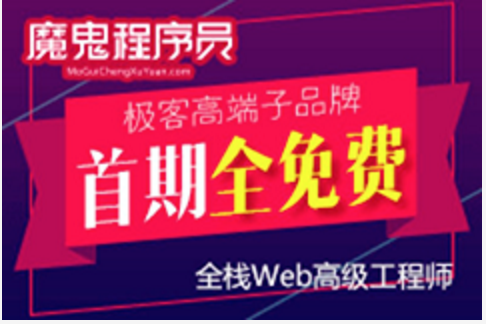 魔鬼程序员
MoGuiChengXuYuan.com
极客高端子品牌
首期全免费
全栈Web高级工程师